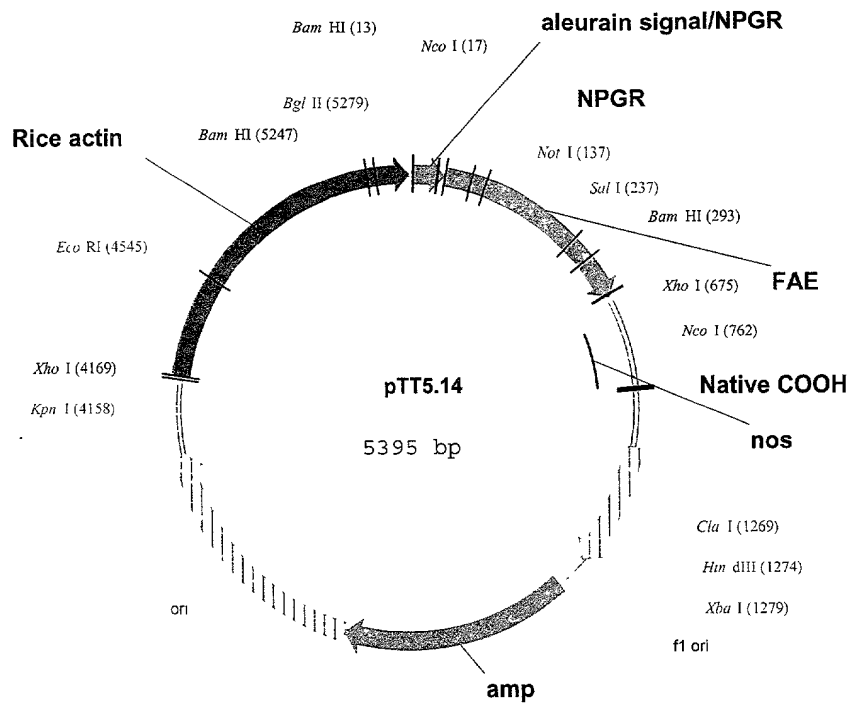 aleurain signal/NPGR
Bam HI (13)
Nco I (17)
NPGR
Bgl II (5279)
Rice actin
Bam HI (5247)
Not I (137)
Sal I (237)
Bam HI (293)
Eco RI (4545)
Xho I (675)
FAE
Nco I (762)
Xho I (4169)
pTT5.14
Native COOH
Kpn I (4158)
nos
5395 bp
Cla I (1269)
Hin dIII (1274)
Xba I (1279)
ori
f1 ori
amp